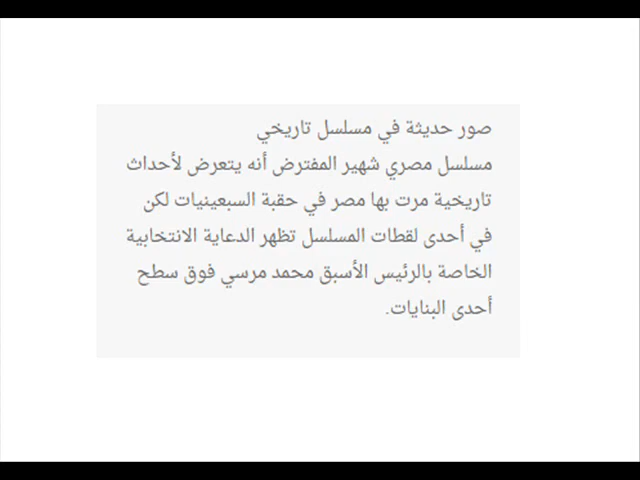 صور حديثة في مسلسل تاريخي
مسلسل مصري شهير المفترض أنه يتعرض لأحداث
تاريخية مرت بها مصر في حقبة السبعينيات لكن
في أحدى لقطات المسلسل تظهر الدعاية الانتخابية
الخاصة بالرئيس الأسبق محمد مرسي فوق سطح
أحدى البنايات.